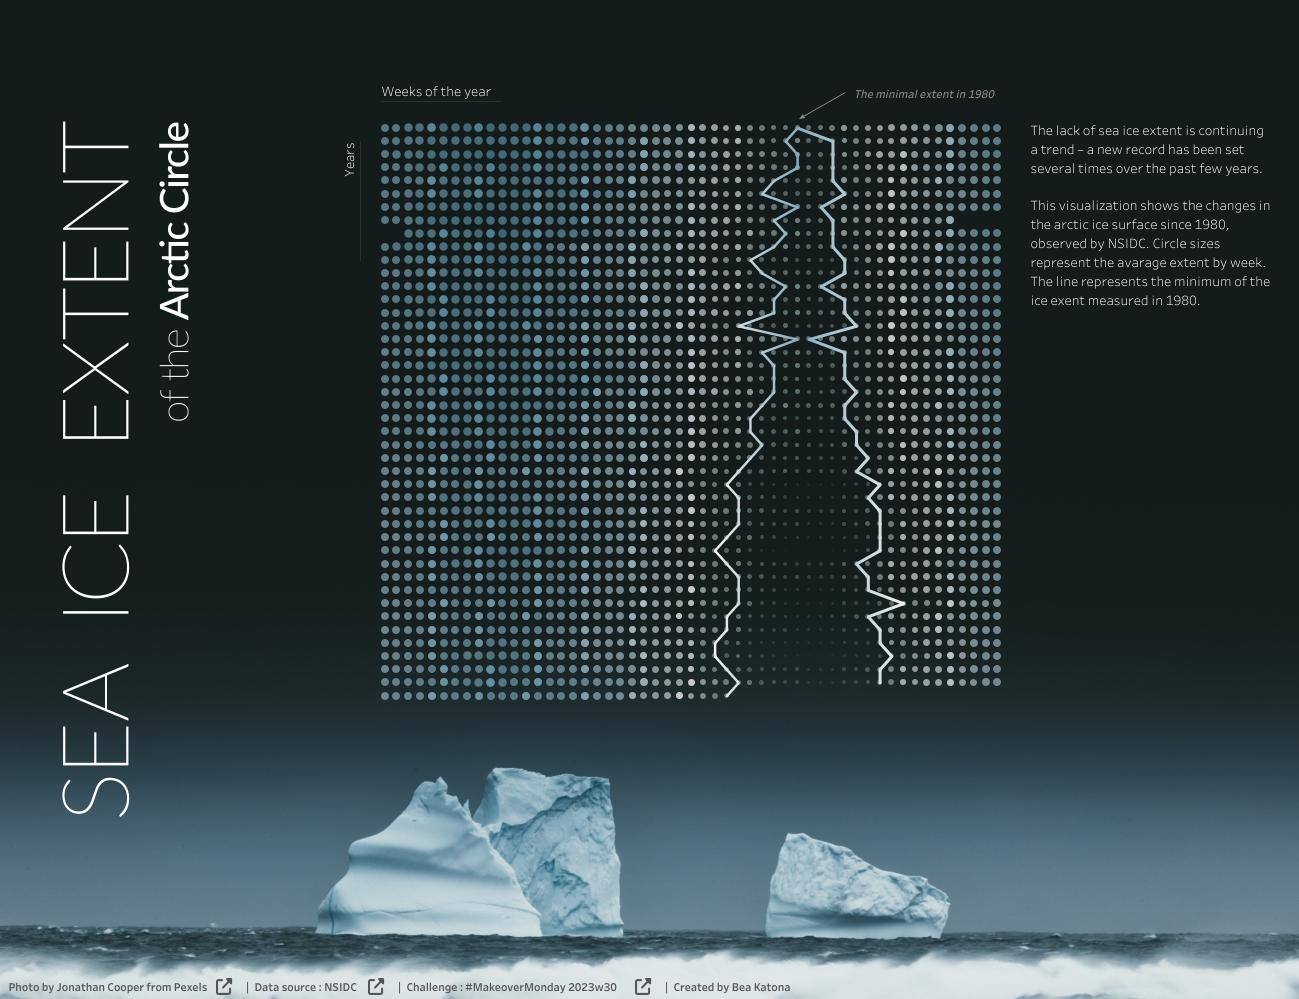 SEA ICE EXTENT
of the Arctic Circle
Weeks of the year
Years
The minimal extent in 1980
The lack of sea ice extent is continuing
a trend – a new record has been set
several times over the past few years.
This visualization shows the changes in
the arctic ice surface since 1980,
observed by NSIDC. Circle sizes
represent the avarage extent by week.
The line represents the minimum of the
ice exent measured in 1980.
Photo by Jonathan Cooper from Pexels | Data source : NSIDC | Challenge : #MakeoverMonday 2023w30 | Created by Bea Katona